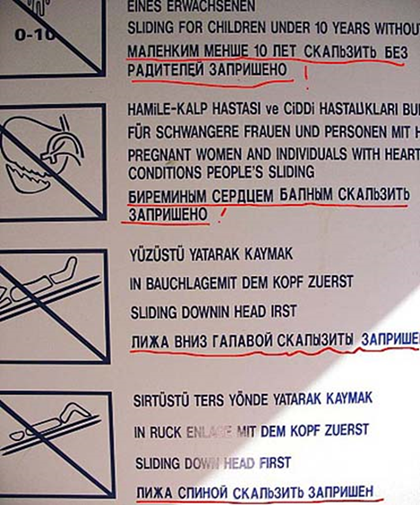 EINES ERWACHSENEN
0-10
SLIDING FOR CHILDREN UNDER 10 YEARS WITHOUT
МАЛЕНКИМ МЕНШЕ 10 ЛЕТ СКАЛЬЗИТЬ БЕЗ
РАДИТЕЛЕЙ ЗАПРИШЕНО !
HAMİLE-KALP HASTASI ve CİDDİ HASTALIKLARI BU
FÜR SCHWANGERE FRAUEN UND PERSONEN MIT H
PREGNANT WOMEN AND INDIVIDUALS WITH HEART
CONDITIONS PEOPLE'S SLIDING
БИРЕМИНЫМ СЕРДЦЕМ БАЛНЫМ СКАЛЬЗИТЬ
ЗАПРИШЕНО !
YÜZÜSTÜ YATARAK KAYMAK
IN BAUCHLAGEMIT DEM KOPF ZUERST
SLIDING DOWNIN HEAD IRST
ЛИЖА ВНИЗ ГАЛАВОЙ СКАЛЫЗИТЫ ЗАПРИШЕ
SIRTÜSTÜ TERS YÖNDE YATARAK KAYMAK
IN RUCK ENLAGE MIT DEM KOPF ZUERST
SLIDING DOWN HEAD FIRST
ЛИЖА СПИНОЙ СКАЛЬЗИТЬ ЗАПРИШЕН